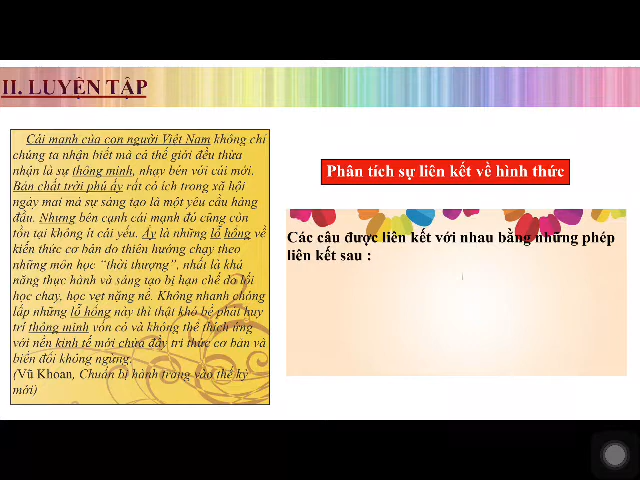 II. LUYỆN TẬP
Cái mạnh của con người Việt Nam không chỉ
chúng ta nhận biết mà cả thế giới đều thừa
nhận là sự thông minh, nhạy bén với cái mới.
Bản chất trời phú ấy rất có ích trong xã hội
ngày mai mà sự sáng tạo là một yêu cầu hàng
đầu. Nhưng bên cạnh cái mạnh đó cũng còn
tồn tại không ít cái yếu. Ấy là những lỗ hổng về
kiến thức cơ bản do thiên hướng chạy theo
những môn học “thời thượng”, nhất là khả
năng thực hành và sáng tạo bị hạn chế do lối
học chay, học vẹt nặng nề. Không nhanh chóng
lấp những lỗ hổng này thì thật khó bề phát huy
trí thông minh vốn có và không thể thích ứng
với nền kinh tế mới chứa đầy tri thức cơ bản và
biến đổi không ngừng.
(Vũ Khoan, Chuẩn bị hành trang vào thế kỷ
mới)
Phân tích sự liên kết về hình thức
Các câu được liên kết với nhau bằng những phép
liên kết sau :